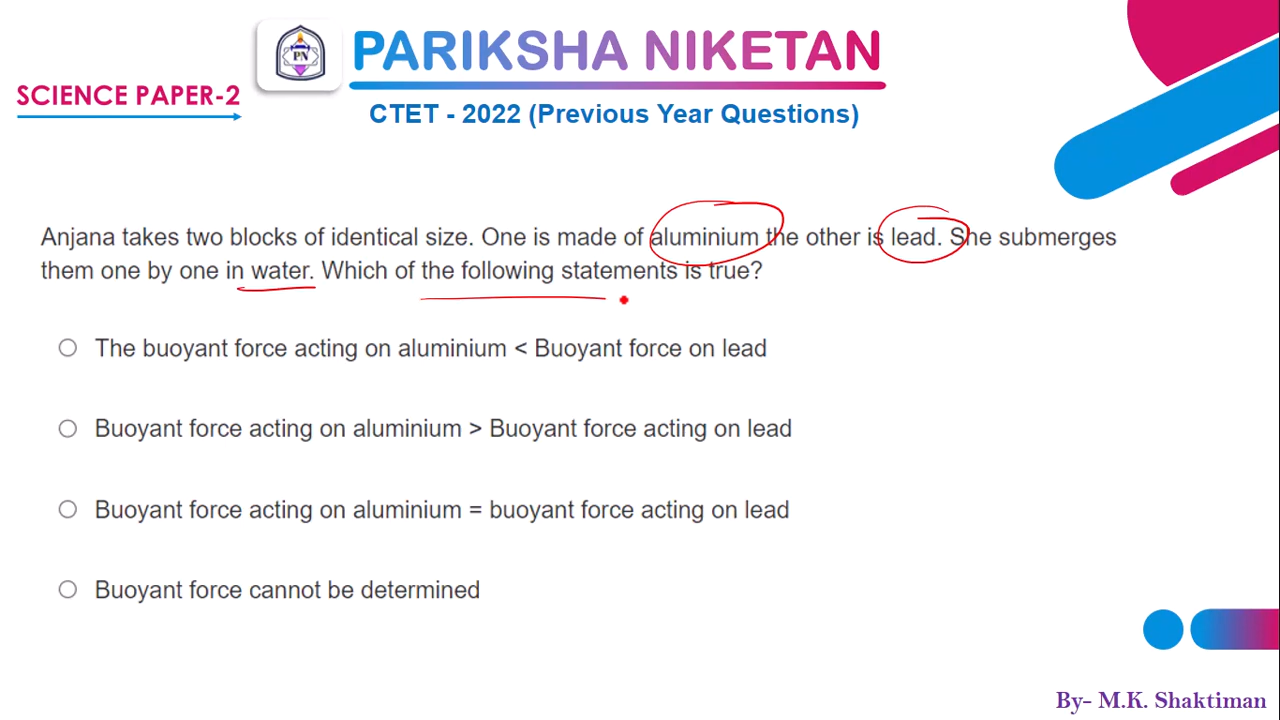 PARIKSHA NIKETAN
PN
SCIENCE PAPER-2
CTET - 2022 (Previous Year Questions)
Anjana takes two blocks of identical size. One is made of aluminium the other is lead. She submerges
them one by one in water. Which of the following statements is true?
The buoyant force acting on aluminium < Buoyant force on lead
Buoyant force acting on aluminium > Buoyant force acting on lead
Buoyant force acting on aluminium = buoyant force acting on lead
Buoyant force cannot be determined
By- M.K. Shaktiman